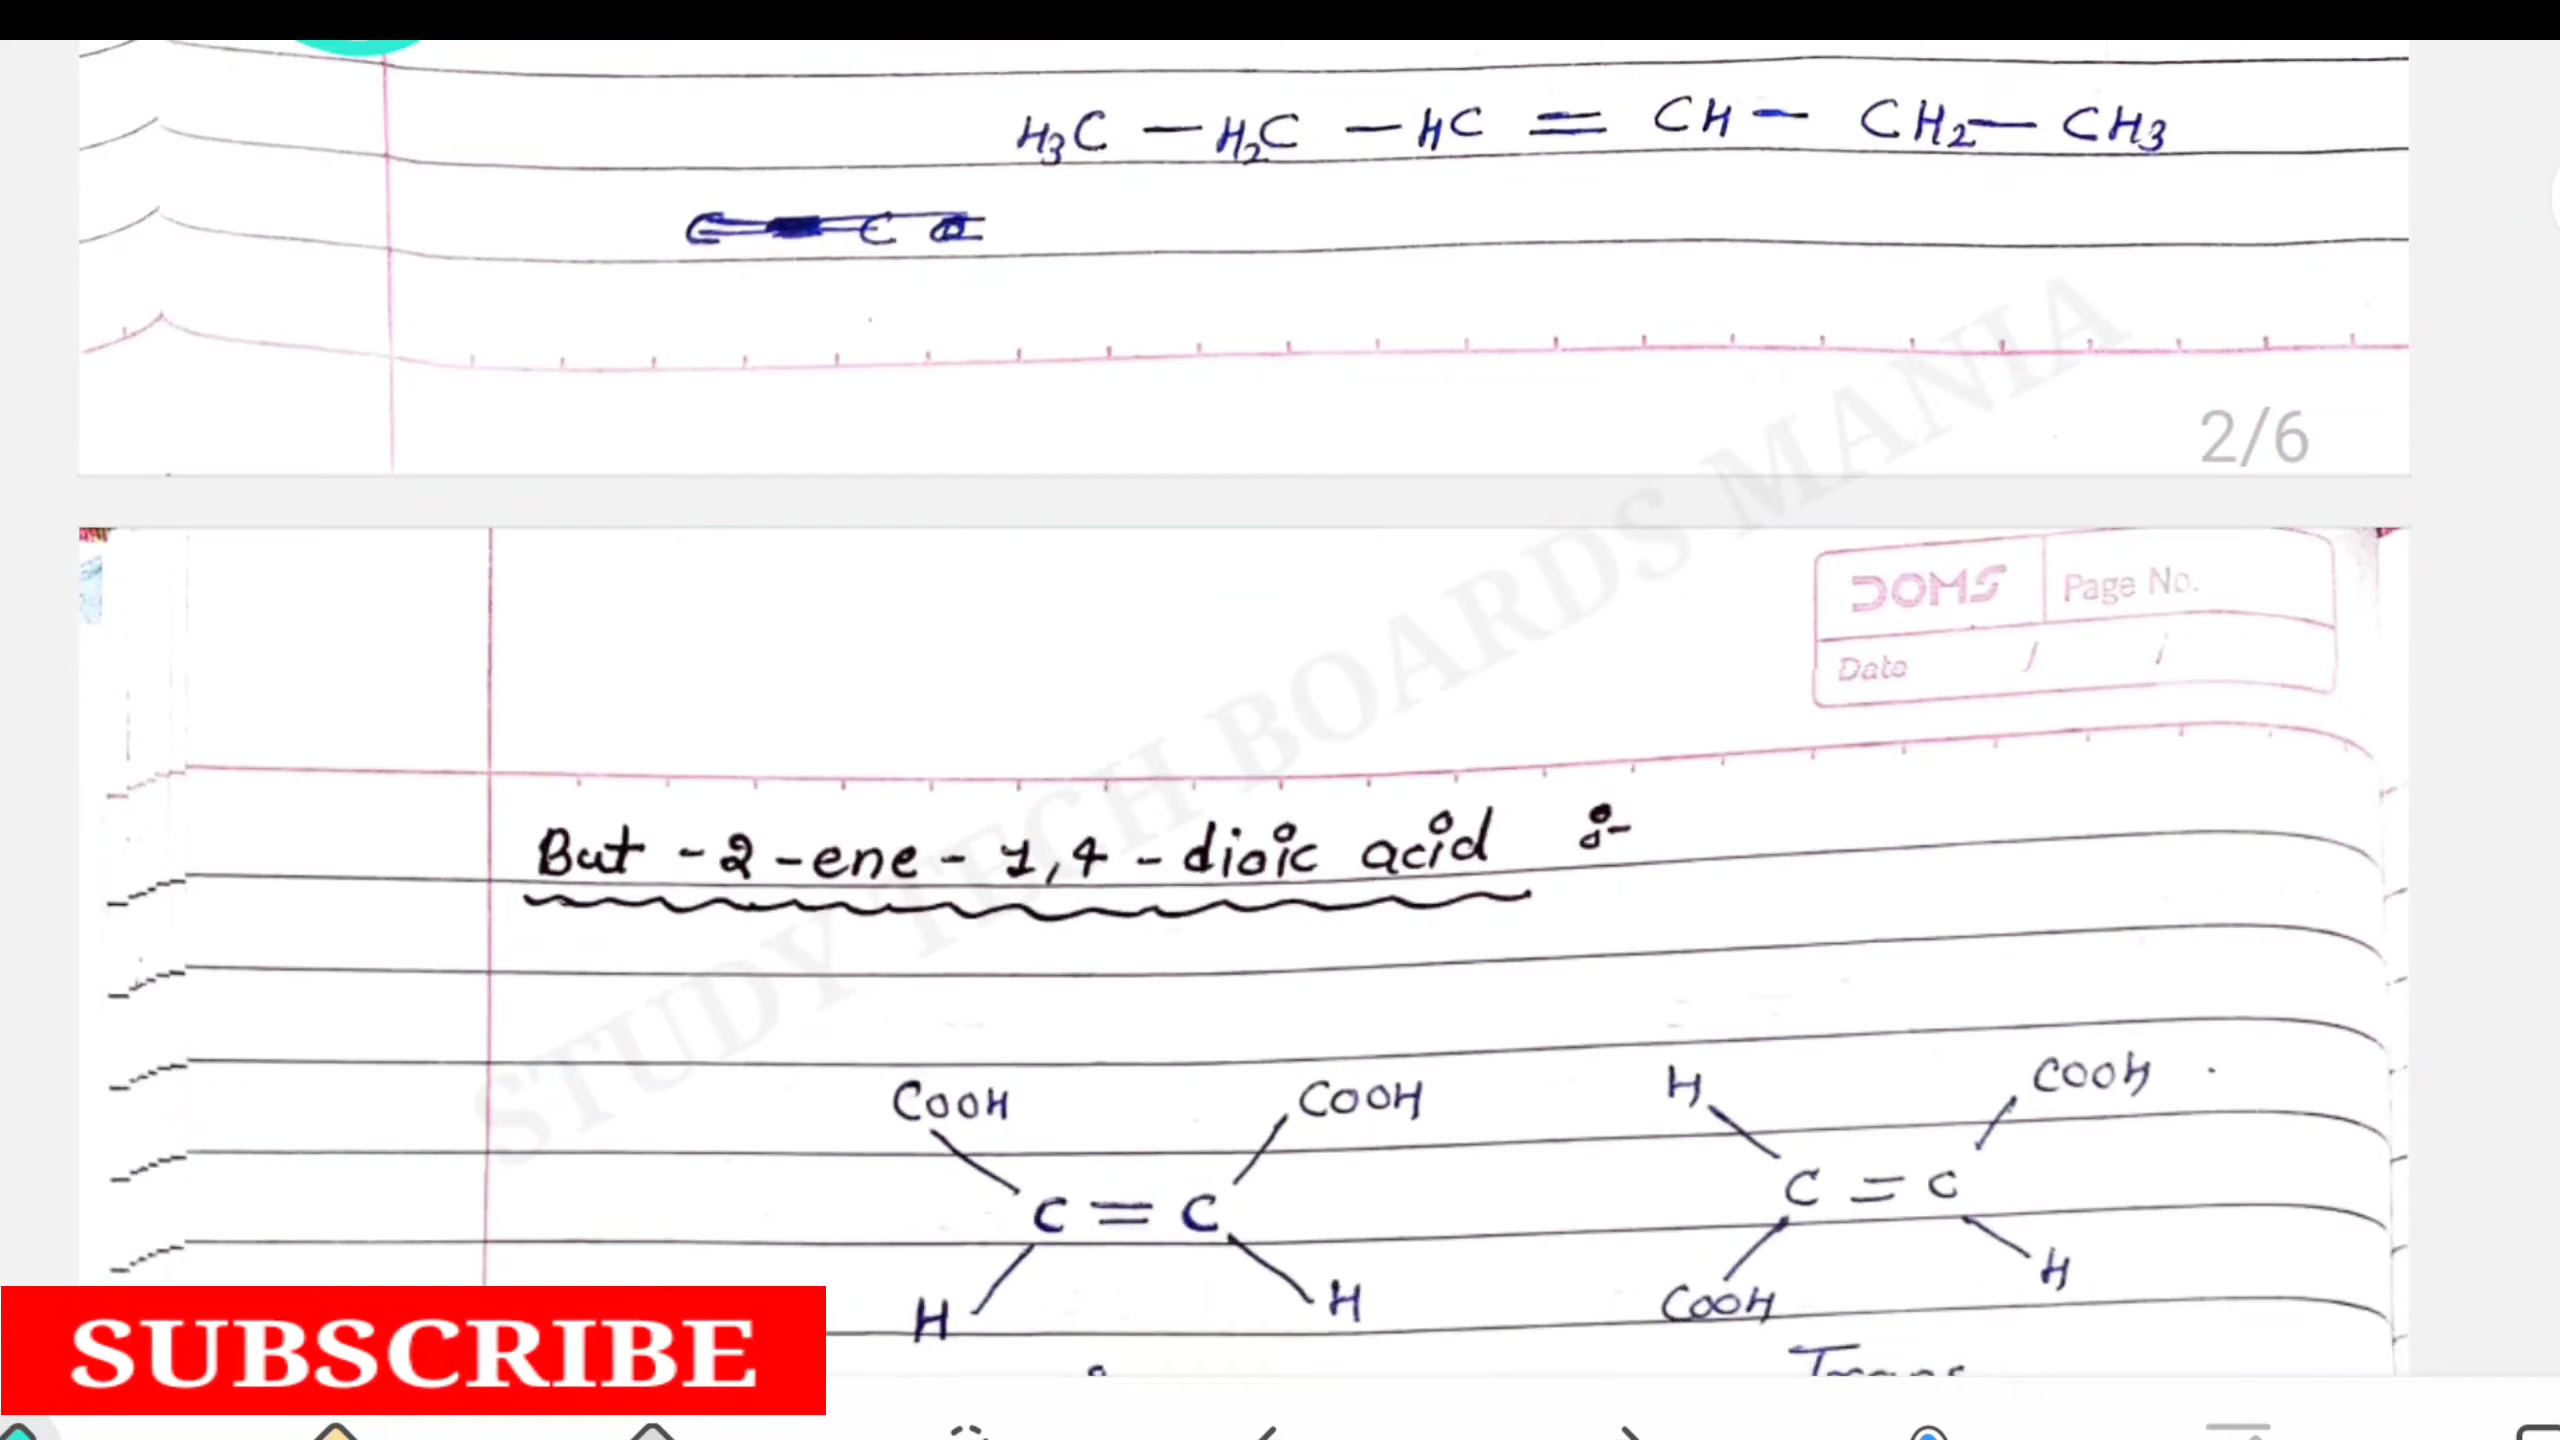 H3C — H2C — HC = CH — CH2 — CH3
2/6
DOMS Page No.
Date / /
STUDY TECH BOARDS MANIA
But - 2 - ene - 1,4 - dioic acid :-
COOH COOH H COOH
C = C C = C
H H COOH H
Trans
SUBSCRIBE